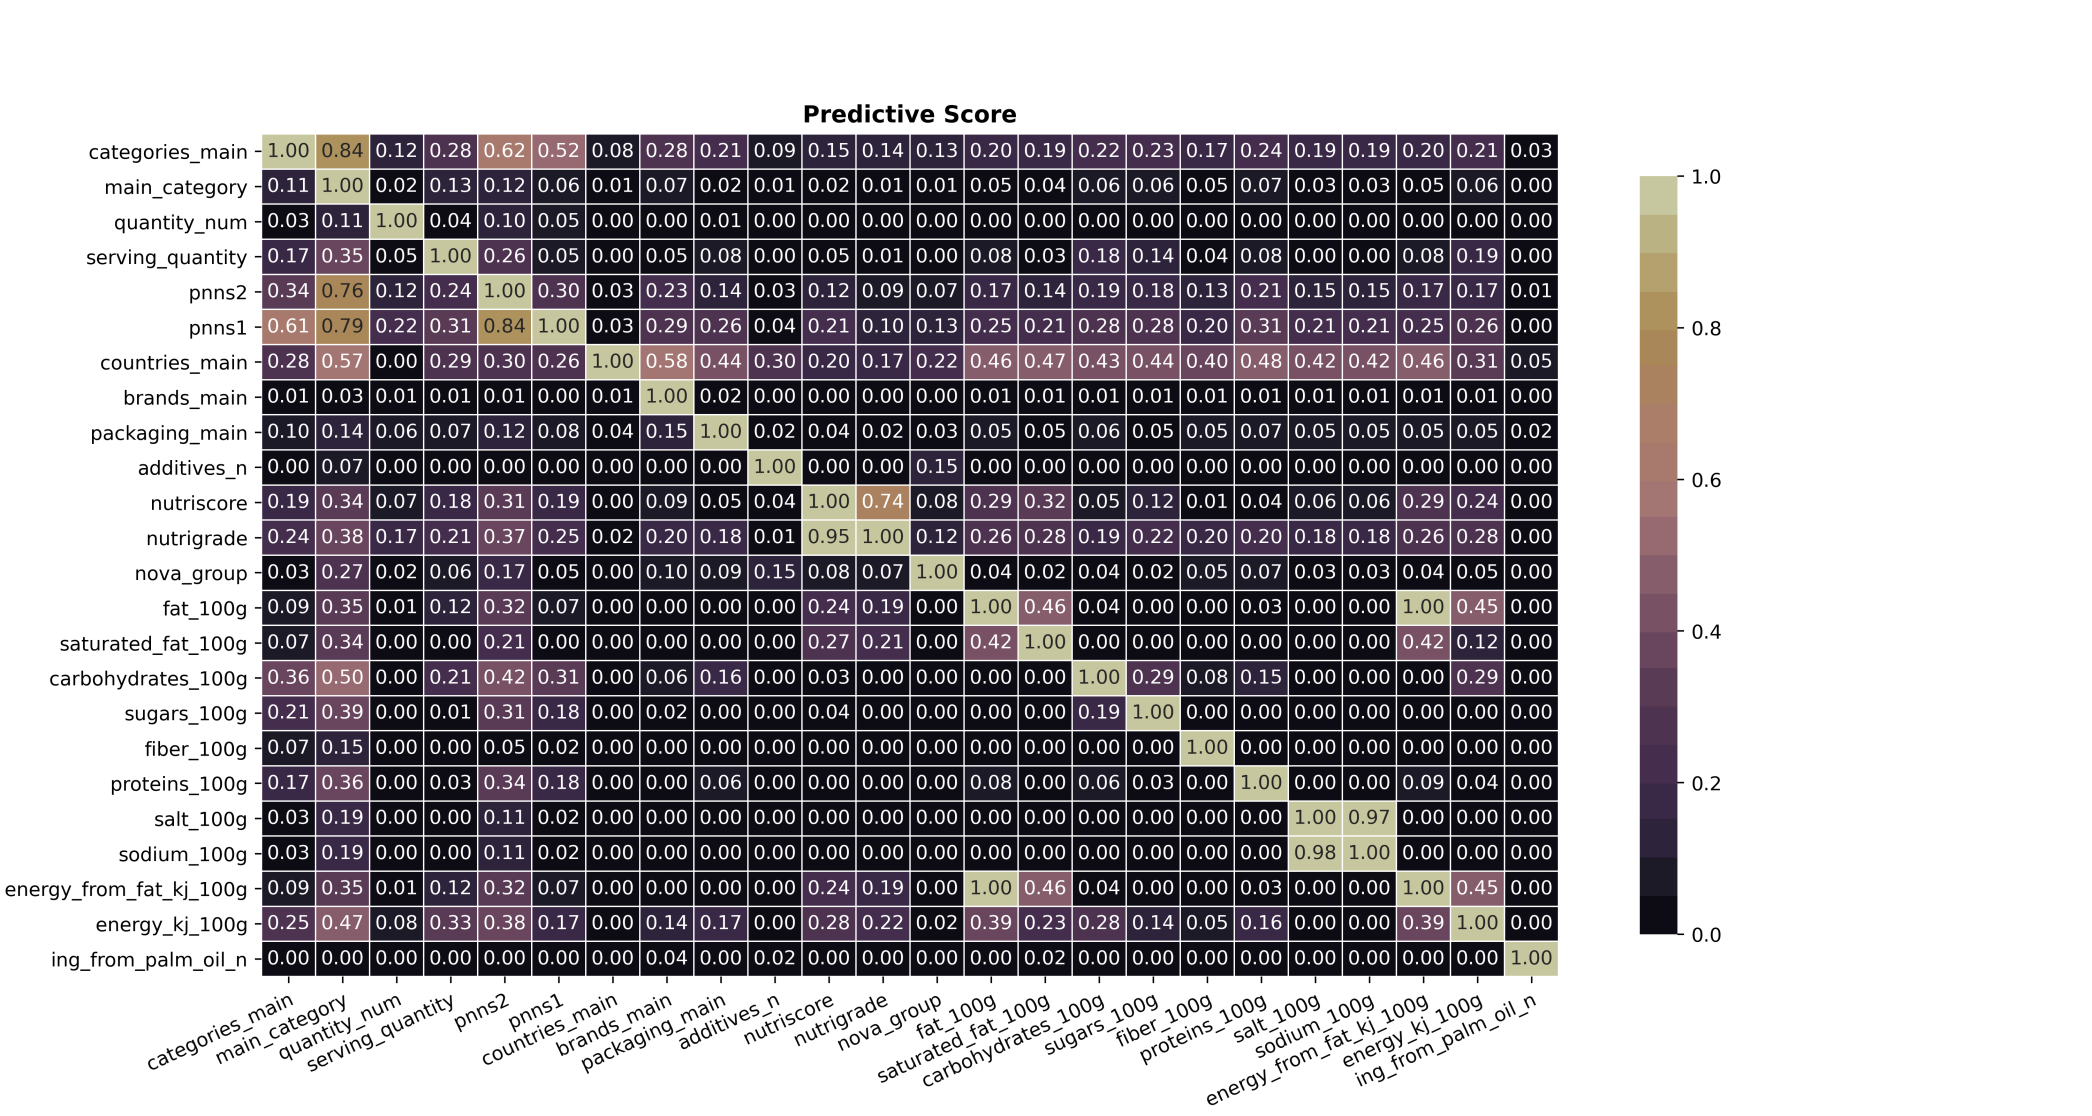 Predictive Score
categories_main 1.00 0.84 0.12 0.28 0.62 0.52 0.08 0.28 0.21 0.09 0.15 0.14 0.13 0.20 0.19 0.22 0.23 0.17 0.24 0.19 0.19 0.20 0.21 0.03
main_category 0.11 1.00 0.02 0.13 0.12 0.06 0.01 0.07 0.02 0.01 0.02 0.01 0.01 0.05 0.04 0.06 0.06 0.05 0.07 0.03 0.03 0.05 0.06 0.00
quantity_num 0.03 0.11 1.00 0.04 0.10 0.05 0.00 0.00 0.01 0.00 0.00 0.00 0.00 0.00 0.00 0.00 0.00 0.00 0.00 0.00 0.00 0.00 0.00 0.00
serving_quantity 0.17 0.35 0.05 1.00 0.26 0.05 0.00 0.05 0.08 0.00 0.05 0.01 0.00 0.08 0.03 0.18 0.14 0.04 0.08 0.00 0.00 0.08 0.19 0.00
pnns2 0.34 0.76 0.12 0.24 1.00 0.30 0.03 0.23 0.14 0.03 0.12 0.09 0.07 0.17 0.14 0.19 0.18 0.13 0.21 0.15 0.15 0.17 0.17 0.01
pnns1 0.61 0.79 0.22 0.31 0.84 1.00 0.03 0.29 0.26 0.04 0.21 0.10 0.13 0.25 0.21 0.28 0.28 0.20 0.31 0.21 0.21 0.25 0.26 0.00
countries_main 0.28 0.57 0.00 0.29 0.30 0.26 1.00 0.58 0.44 0.30 0.20 0.17 0.22 0.46 0.47 0.43 0.44 0.40 0.48 0.42 0.42 0.46 0.31 0.05
brands_main 0.01 0.03 0.01 0.01 0.01 0.00 0.01 1.00 0.02 0.00 0.00 0.00 0.00 0.01 0.01 0.01 0.01 0.01 0.01 0.01 0.01 0.01 0.01 0.00
packaging_main 0.10 0.14 0.06 0.07 0.12 0.08 0.04 0.15 1.00 0.02 0.04 0.02 0.03 0.05 0.05 0.06 0.05 0.05 0.07 0.05 0.05 0.05 0.05 0.02
additives_n 0.00 0.07 0.00 0.00 0.00 0.00 0.00 0.00 0.00 1.00 0.00 0.00 0.15 0.00 0.00 0.00 0.00 0.00 0.00 0.00 0.00 0.00 0.00 0.00
nutriscore 0.19 0.34 0.07 0.18 0.31 0.19 0.00 0.09 0.05 0.04 1.00 0.74 0.08 0.29 0.32 0.05 0.12 0.01 0.04 0.06 0.06 0.29 0.24 0.00
nutrigrade 0.24 0.38 0.17 0.21 0.37 0.25 0.02 0.20 0.18 0.01 0.95 1.00 0.12 0.26 0.28 0.19 0.22 0.20 0.20 0.18 0.18 0.26 0.28 0.00
nova_group 0.03 0.27 0.02 0.06 0.17 0.05 0.00 0.10 0.09 0.15 0.08 0.07 1.00 0.04 0.02 0.04 0.02 0.05 0.07 0.03 0.03 0.04 0.05 0.00
fat_100g 0.09 0.35 0.01 0.12 0.32 0.07 0.00 0.00 0.00 0.00 0.24 0.19 0.00 1.00 0.46 0.04 0.00 0.00 0.03 0.00 0.00 1.00 0.45 0.00
saturated_fat_100g 0.07 0.34 0.00 0.00 0.21 0.00 0.00 0.00 0.00 0.00 0.27 0.21 0.00 0.42 1.00 0.00 0.00 0.00 0.00 0.00 0.00 0.42 0.12 0.00
carbohydrates_100g 0.36 0.50 0.00 0.21 0.42 0.31 0.00 0.06 0.16 0.00 0.03 0.00 0.00 0.00 0.00 1.00 0.29 0.08 0.15 0.00 0.00 0.00 0.29 0.00
sugars_100g 0.21 0.39 0.00 0.01 0.31 0.18 0.00 0.02 0.00 0.00 0.04 0.00 0.00 0.00 0.00 0.19 1.00 0.00 0.00 0.00 0.00 0.00 0.00 0.00
fiber_100g 0.07 0.15 0.00 0.00 0.05 0.02 0.00 0.00 0.00 0.00 0.00 0.00 0.00 0.00 0.00 0.00 0.00 1.00 0.00 0.00 0.00 0.00 0.00 0.00
proteins_100g 0.17 0.36 0.00 0.03 0.34 0.18 0.00 0.00 0.06 0.00 0.00 0.00 0.00 0.08 0.00 0.06 0.03 0.00 1.00 0.00 0.00 0.09 0.04 0.00
salt_100g 0.03 0.19 0.00 0.00 0.11 0.02 0.00 0.00 0.00 0.00 0.00 0.00 0.00 0.00 0.00 0.00 0.00 0.00 0.00 1.00 0.97 0.00 0.00 0.00
sodium_100g 0.03 0.19 0.00 0.00 0.11 0.02 0.00 0.00 0.00 0.00 0.00 0.00 0.00 0.00 0.00 0.00 0.00 0.00 0.00 0.98 1.00 0.00 0.00 0.00
energy_from_fat_kj_100g 0.09 0.35 0.01 0.12 0.32 0.07 0.00 0.00 0.00 0.00 0.24 0.19 0.00 1.00 0.46 0.04 0.00 0.00 0.03 0.00 0.00 1.00 0.45 0.00
energy_kj_100g 0.25 0.47 0.08 0.33 0.38 0.17 0.00 0.14 0.17 0.00 0.28 0.22 0.02 0.39 0.23 0.28 0.14 0.05 0.16 0.00 0.00 0.39 1.00 0.00
ing_from_palm_oil_n 0.00 0.00 0.00 0.00 0.00 0.00 0.00 0.04 0.00 0.02 0.00 0.00 0.00 0.00 0.02 0.00 0.00 0.00 0.00 0.00 0.00 0.00 0.00 1.00
categories_main
main_category
quantity_num
serving_quantity
pnns2
pnns1
countries_main
brands_main
packaging_main
additives_n
nutriscore
nutrigrade
nova_group
fat_100g
saturated_fat_100g
carbohydrates_100g
sugars_100g
fiber_100g
proteins_100g
salt_100g
sodium_100g
energy_from_fat_kj_100g
energy_kj_100g
ing_from_palm_oil_n
1.0
0.8
0.6
0.4
0.2
0.0